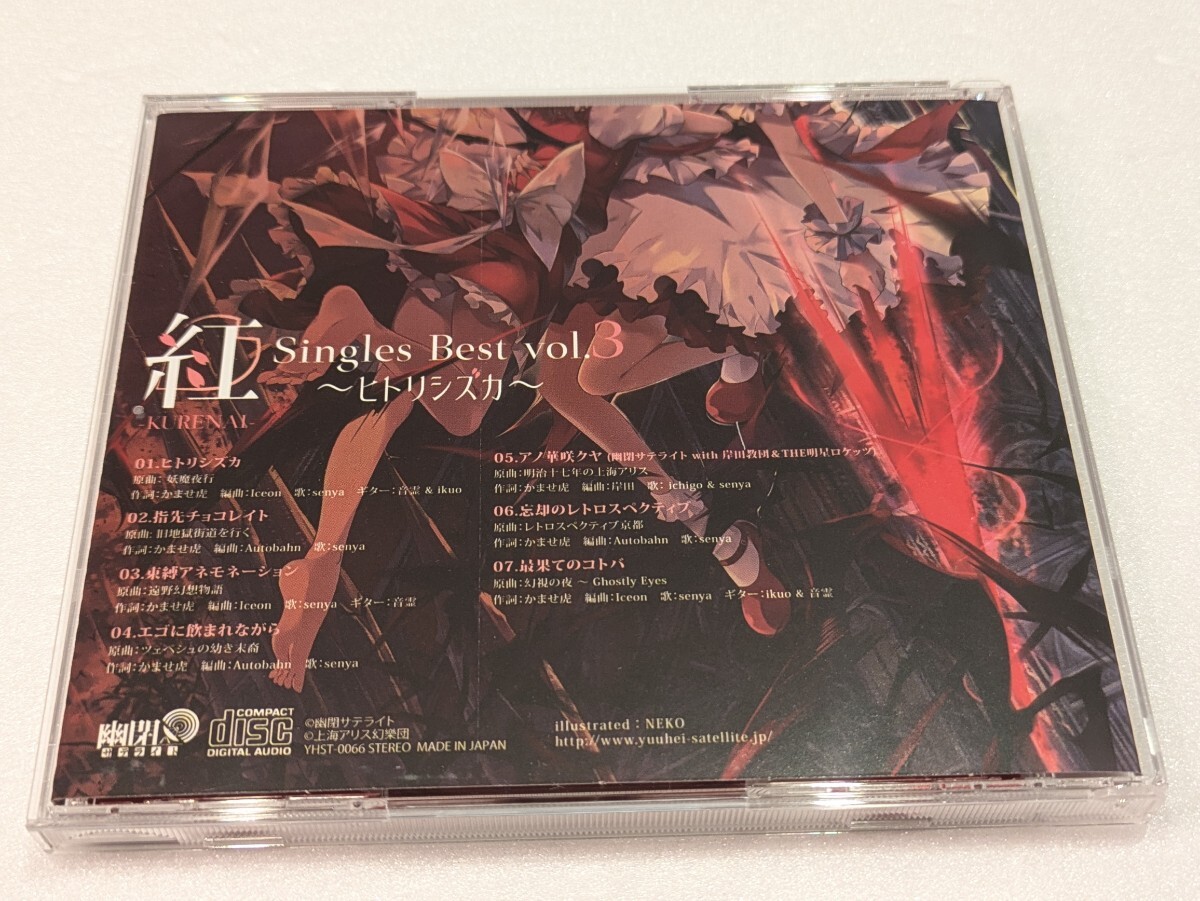 紅
-KURENAI-
Singles Best vol.3
～ヒトリシズカ～
01.ヒトリシズカ
原曲：妖魔夜行
作詞：かませ虎　編曲：Iceon　歌：senya　ギター：音霊 & ikuo
02.指先チョコレイト
原曲：旧地獄街道を行く
作詞：かませ虎　編曲：Autobahn　歌：senya
03.束縛アネモネーション
原曲：遠野幻想物語
作詞：かませ虎　編曲：Iceon　歌：senya　ギター：音霊
04.エゴに飲まれながら
原曲：ツェペシュの幼き末裔
作詞：かませ虎　編曲：Autobahn　歌：senya
05.アノ華咲クヤ (幽閉サテライト with 岸田教団＆THE明星ロケッツ)
原曲：明治十七年の上海アリス
作詞：かませ虎　編曲：岸田　歌：ichigo & senya
06.忘却のレトロスペクティブ
原曲：レトロスペクティブ京都
作詞：かませ虎　編曲：Autobahn　歌：senya
07.最果てのコトバ
原曲：幻視の夜 ～ Ghostly Eyes
作詞：かませ虎　編曲：Iceon　歌：senya　ギター：ikuo & 音霊
幽閉サテライト
COMPACT
disc
DIGITAL AUDIO
©幽閉サテライト
©上海アリス幻樂団
YHST-0066 STEREO MADE IN JAPAN
illustrated：NEKO
http://www.yuuhei-satellite.jp/